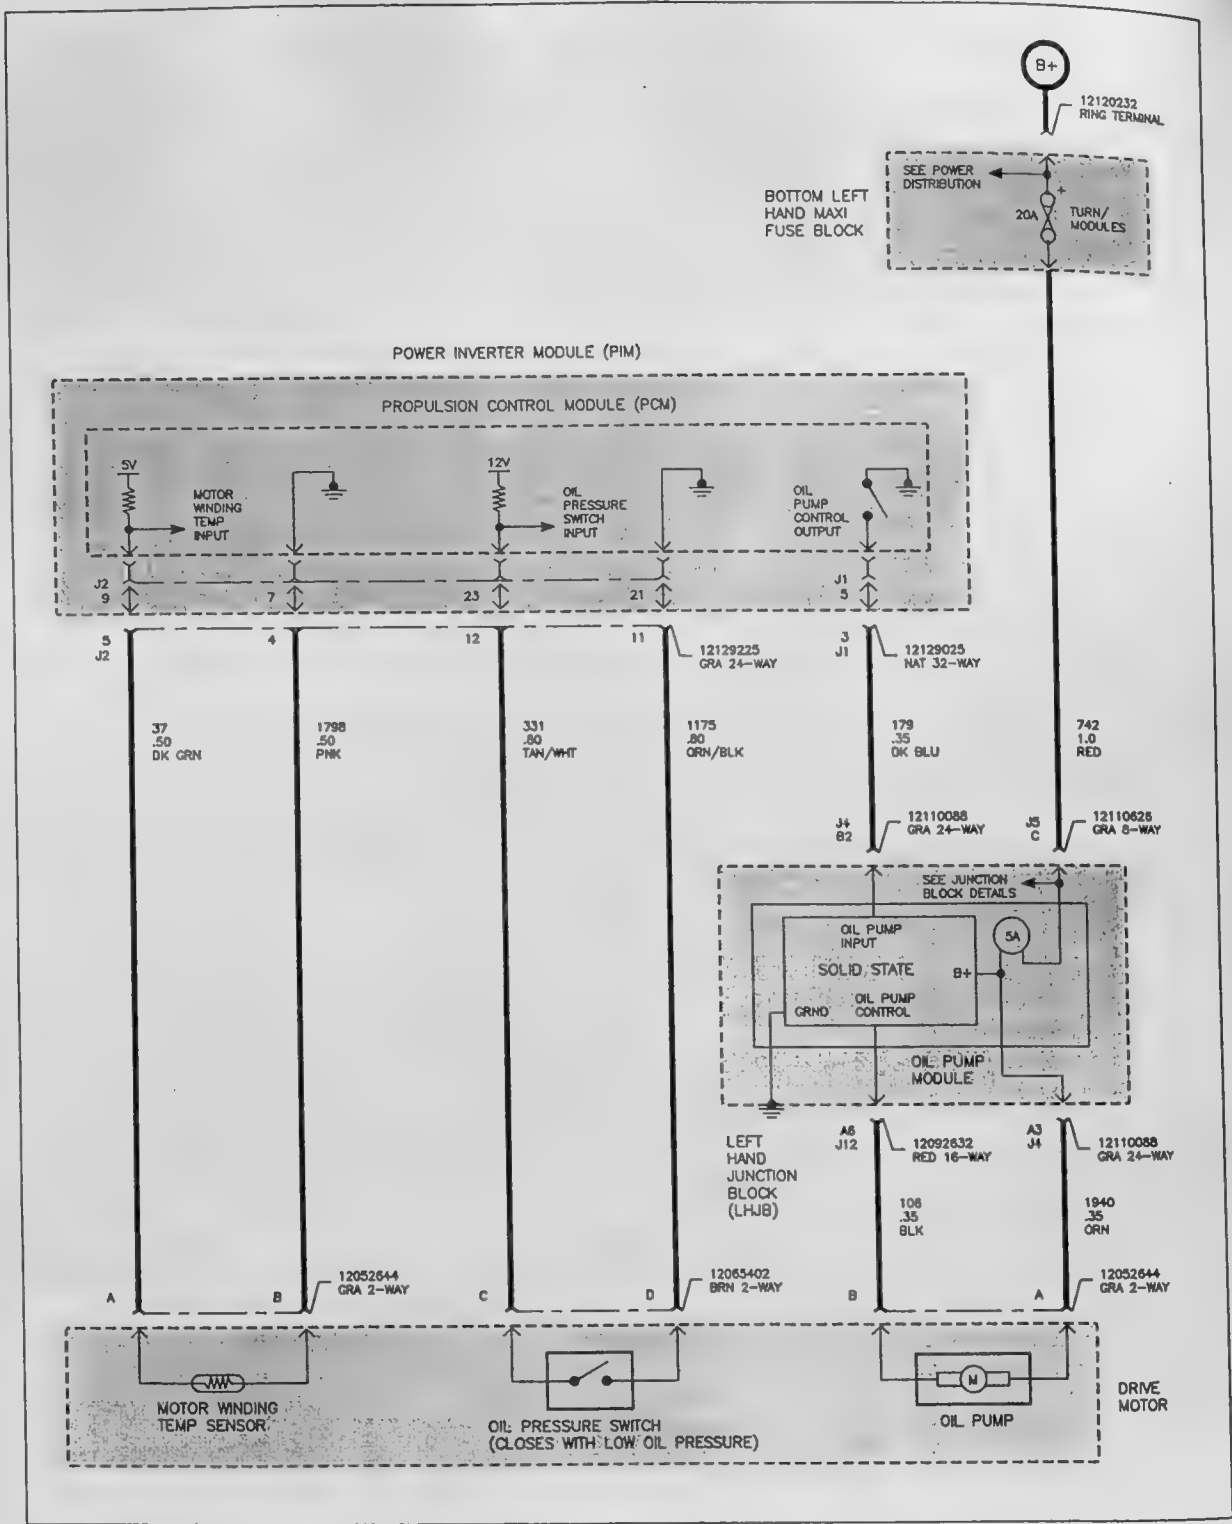 B+
12120232
RING TERMINAL
SEE POWER
DISTRIBUTION
+
20A
TURN/
MODULES
BOTTOM LEFT
HAND MAXI
FUSE BLOCK
POWER INVERTER MODULE (PIM)
PROPULSION CONTROL MODULE (PCM)
5V
MOTOR
WINDING
TEMP
INPUT
12V
OIL
PRESSURE
SWITCH
INPUT
OIL
PUMP
CONTROL
OUTPUT
J2
9
7
23
21
J1
5
5
J2
4
12
11
12129225
GRA 24-WAY
3
J1
12129025
NAT 32-WAY
37
.50
DK GRN
1798
.50
PNK
331
.80
TAN/WHT
1175
.80
ORN/BLK
179
.35
DK BLU
742
1.0
RED
J4
B2
12110088
GRA 24-WAY
J5
C
12110626
GRA 8-WAY
SEE JUNCTION
BLOCK DETAILS
OIL PUMP
INPUT
5A
SOLID STATE
B+
OIL PUMP
CONTROL
GRND
OIL PUMP
MODULE
LEFT
HAND
JUNCTION
BLOCK
(LHJB)
A6
J12
12092632
RED 16-WAY
A3
J4
12110088
GRA 24-WAY
106
.35
BLK
1940
.35
ORN
A
B
12052644
GRA 2-WAY
C
D
12065402
BRN 2-WAY
B
A
12052644
GRA 2-WAY
MOTOR WINDING
TEMP SENSOR
OIL PRESSURE SWITCH
(CLOSES WITH LOW OIL PRESSURE)
M
OIL PUMP
DRIVE
MOTOR